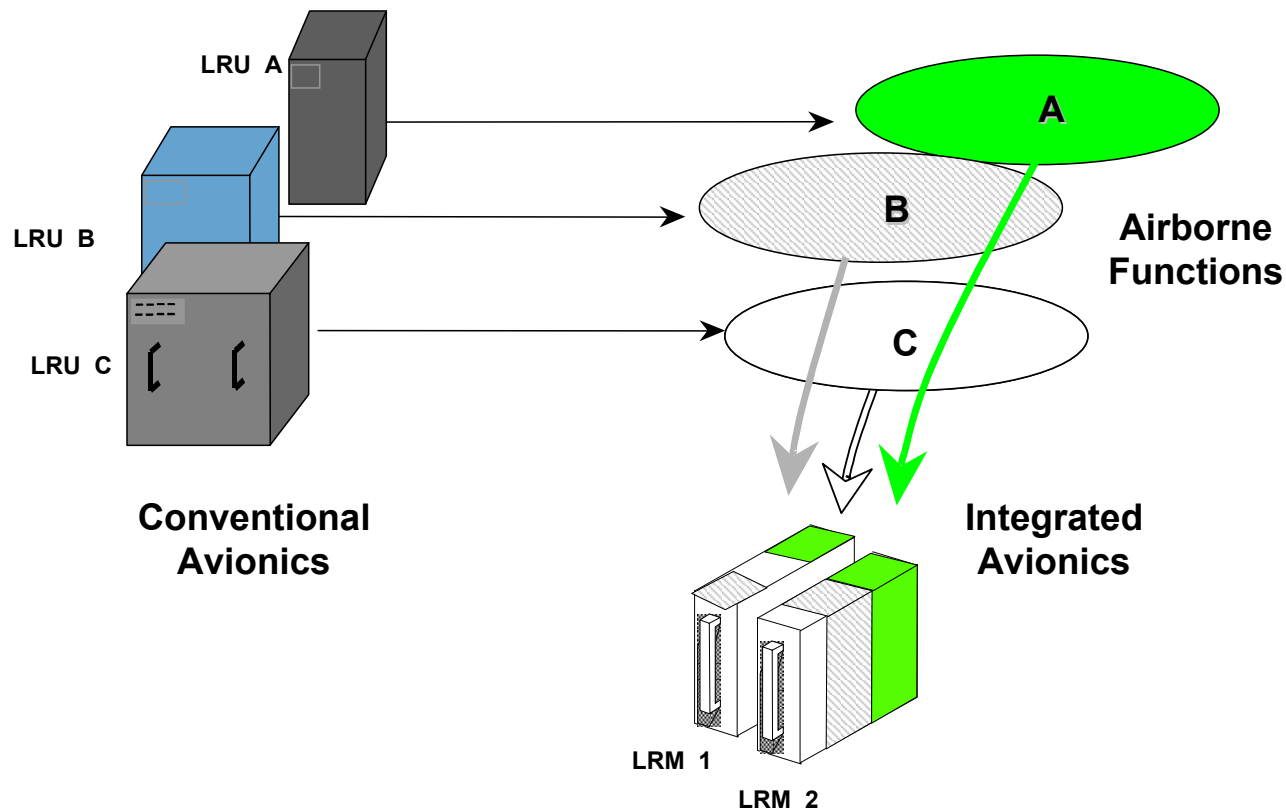 LRU A
A
B
LRU B
Airborne
Functions
C
LRU C
Conventional
Avionics
Integrated
Avionics
LRM 1
LRM 2